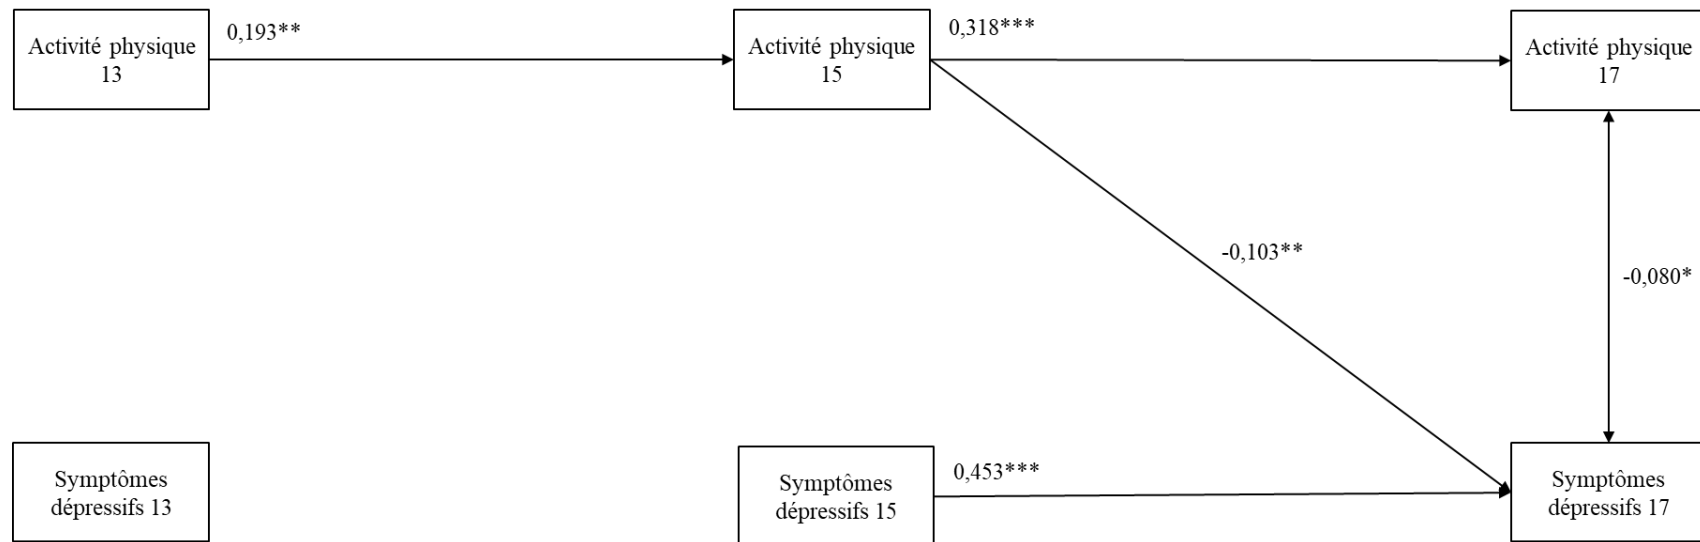 0,193**
0,318***
Activité physique
13
Activité physique
15
Activité physique
17
-0,103**
-0,080*
Symptômes
dépressifs 13
Symptômes
dépressifs 15
0,453***
Symptômes
dépressifs 17